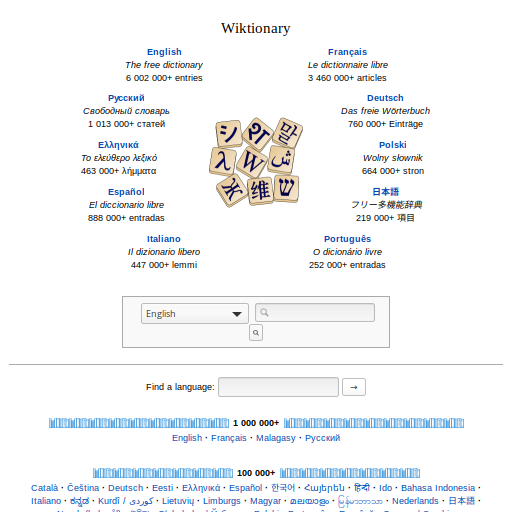 Wiktionary
English
The free dictionary
6 002 000+ entries
Français
Le dictionnaire libre
3 460 000+ articles
Русский
Свободный словарь
1 013 000+ статей
Deutsch
Das freie Wörterbuch
760 000+ Einträge
Ελληνικά
Το ελεύθερο λεξικό
463 000+ λήμματα
Polski
Wolny słownik
664 000+ stron
Español
El diccionario libre
888 000+ entradas
日本語
フリー多機能辞典
219 000+ 項目
Italiano
Il dizionario libero
447 000+ lemmi
Português
O dicionário livre
252 000+ entradas
シ 말
λ W ش
维 ש
English
Find a language: →
1 000 000+
English · Français · Malagasy · Русский
100 000+
Català · Čeština · Deutsch · Eesti · Ελληνικά · Español · 한국어 · Հայերեն · हिन्दी · Ido · Bahasa Indonesia ·
Italiano · ಕನ್ನಡ · Kurdî / كوردی · Lietuvių · Limburgs · Magyar · മലയാളം · မြန်မာဘာသာ · Nederlands · 日本語 ·